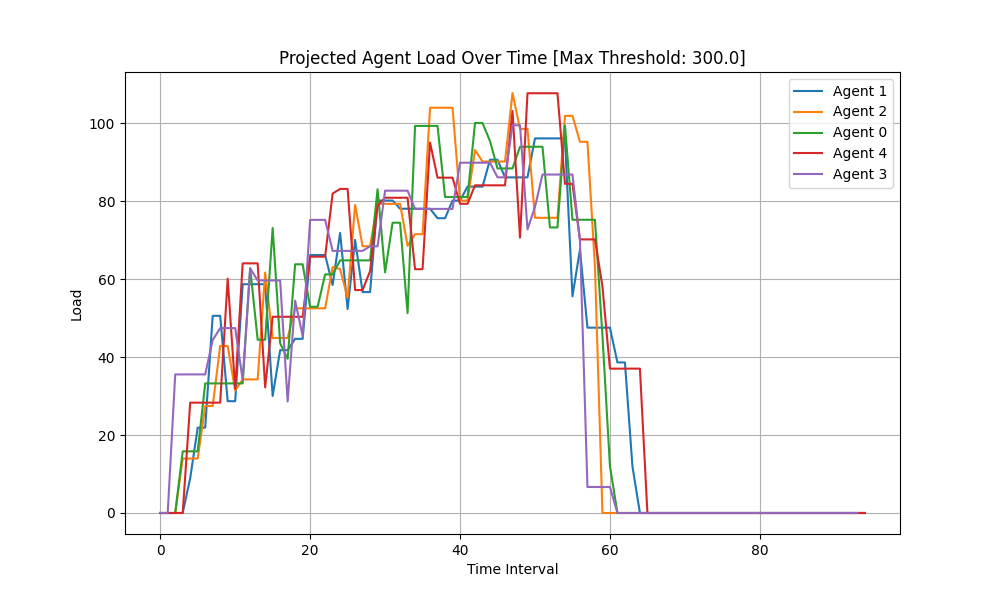 Projected Agent Load Over Time [Max Threshold: 300.0]
Agent 1
Agent 2
Agent 0
Agent 4
Agent 3
Load
100
80
60
40
20
0
0 20 40 60 80
Time Interval